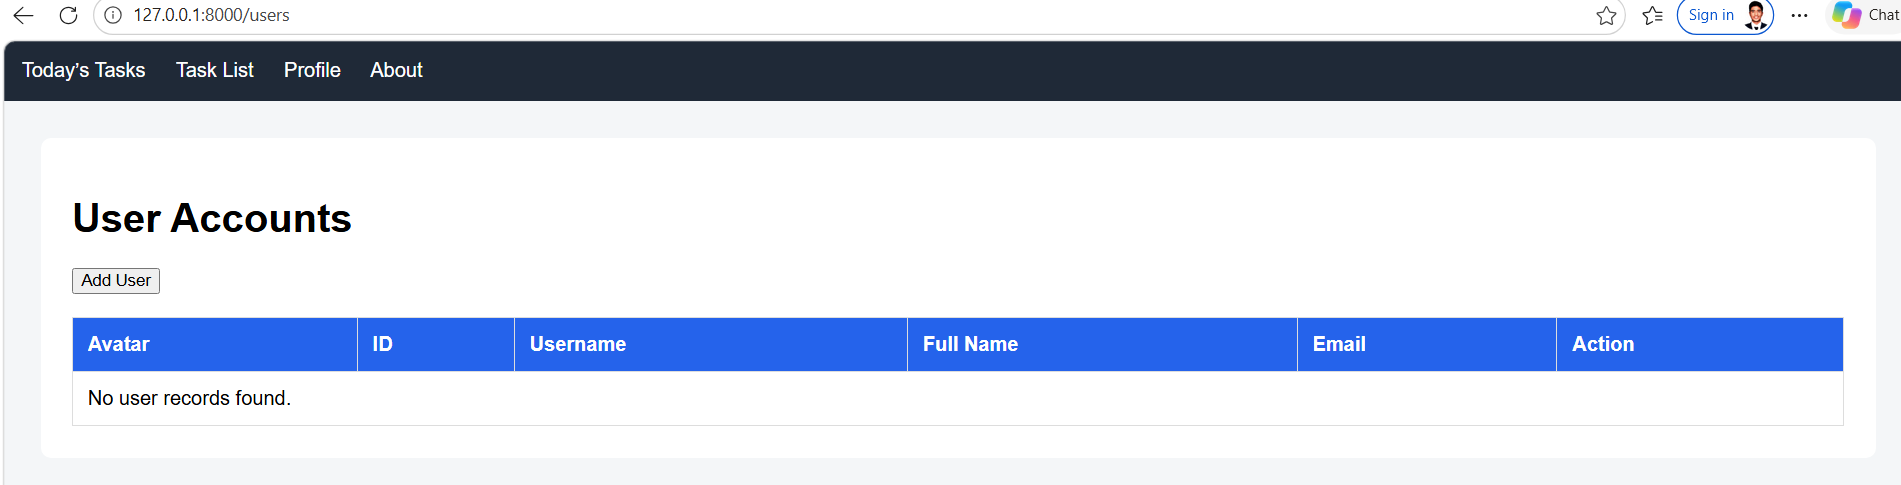 127.0.0.1:8000/users
Sign in
Chat
Today’s Tasks Task List Profile About
User Accounts
Add User
Avatar ID Username Full Name Email Action
No user records found.